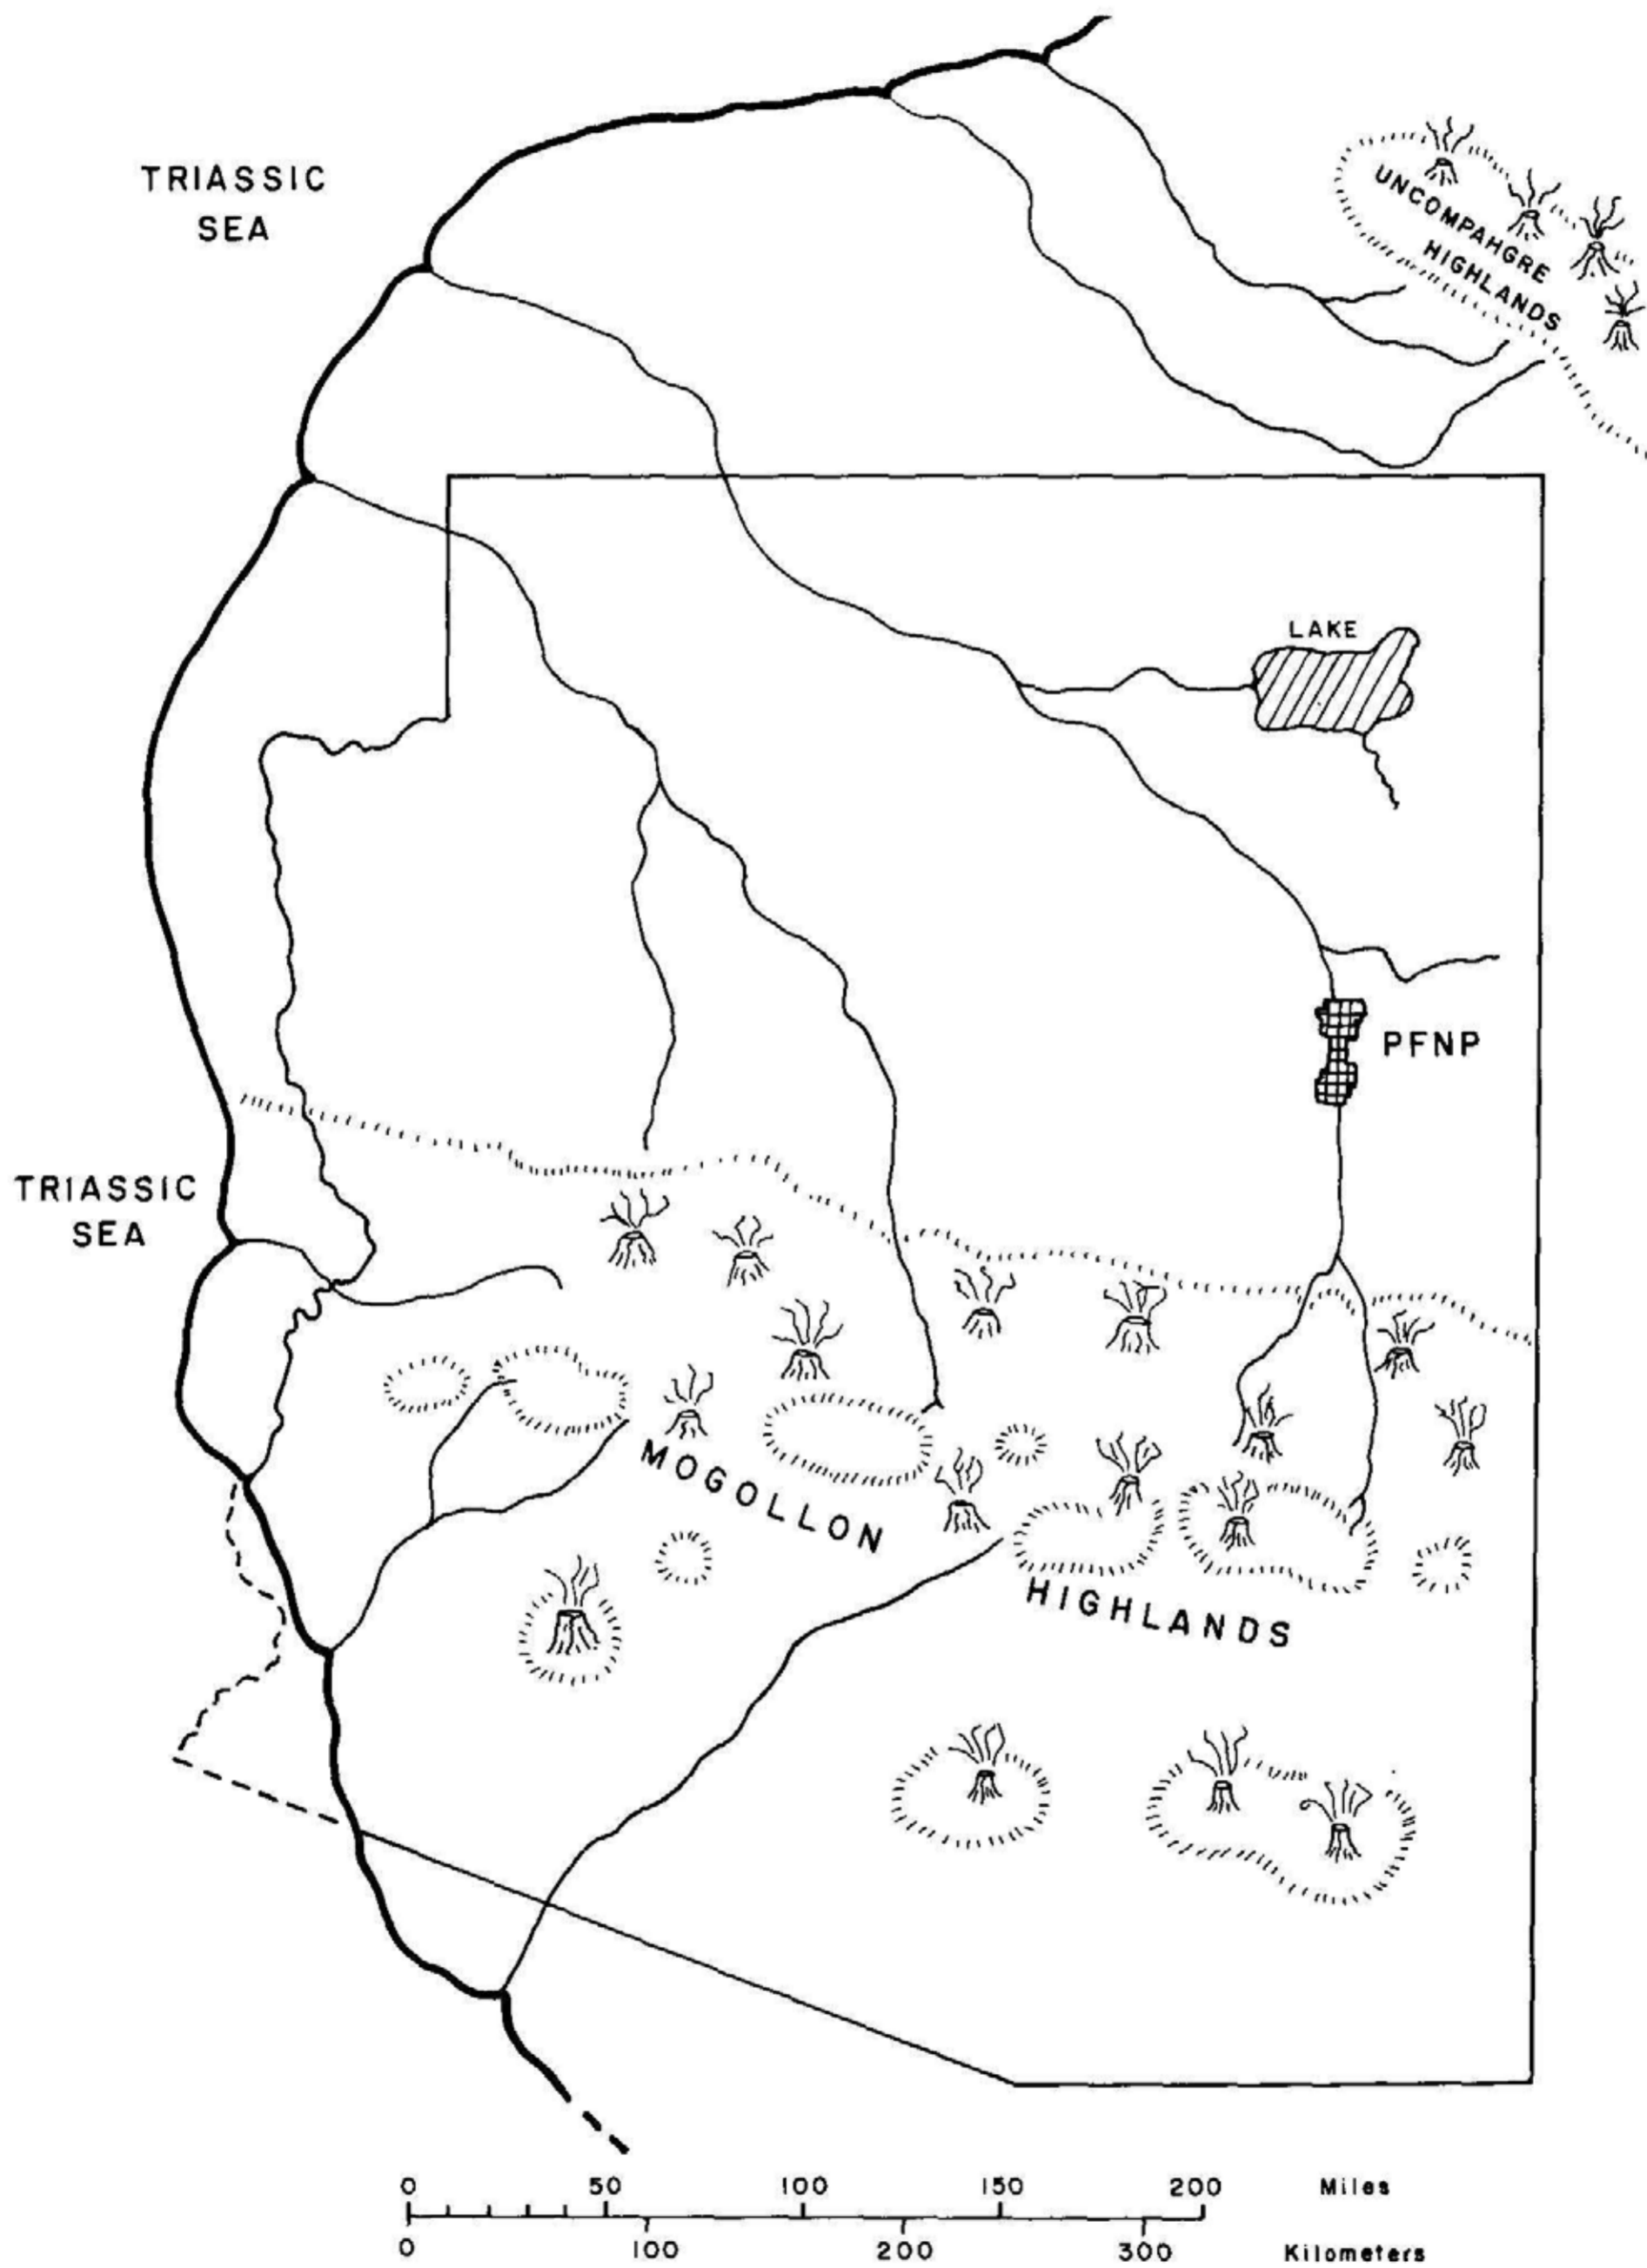 TRIASSIC
SEA
UNCOMPAHGRE
HIGHLANDS
LAKE
PFNP
TRIASSIC
SEA
MOGOLLON
HIGHLANDS
0 50 100 150 200 Miles
0 100 200 300 Kilometers